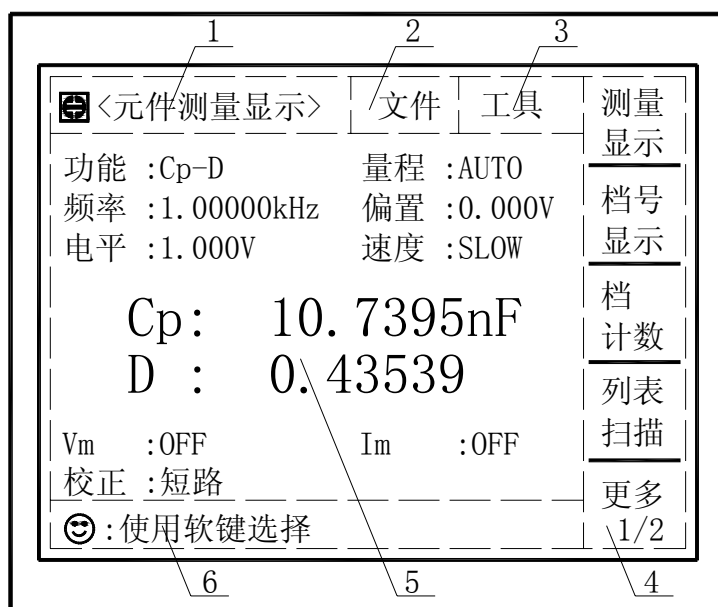 1 2 3
<元件测量显示> 文件 工具
测量
显示
功能 :Cp-D 量程 :AUTO
频率 :1.00000kHz 偏置 :0.000V
电平 :1.000V 速度 :SLOW
档号
显示
Cp: 10.7395nF
D : 0.43539
档
计数
列表
扫描
Vm :OFF Im :OFF
校正 :短路
更多
1/2
:使用软键选择
6 5 4